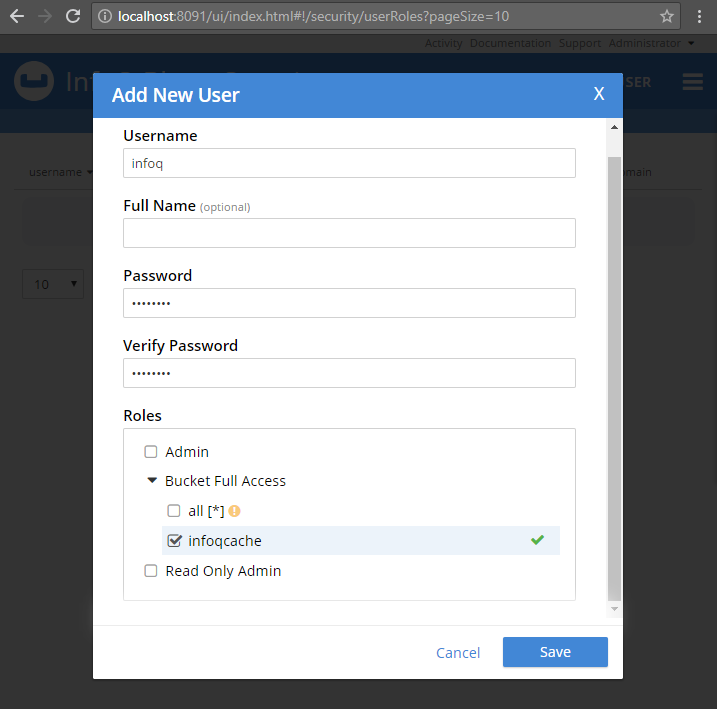 localhost:8091/ui/index.html#!/security/userRoles?pageSize=10
Activity Documentation Support Administrator
SER
Add New User X
Username
infoq
username
omain
Full Name (optional)
Password
••••••••
10
Verify Password
••••••••
Roles
Admin
Bucket Full Access
all [*]
infoqcache
Read Only Admin
Cancel Save